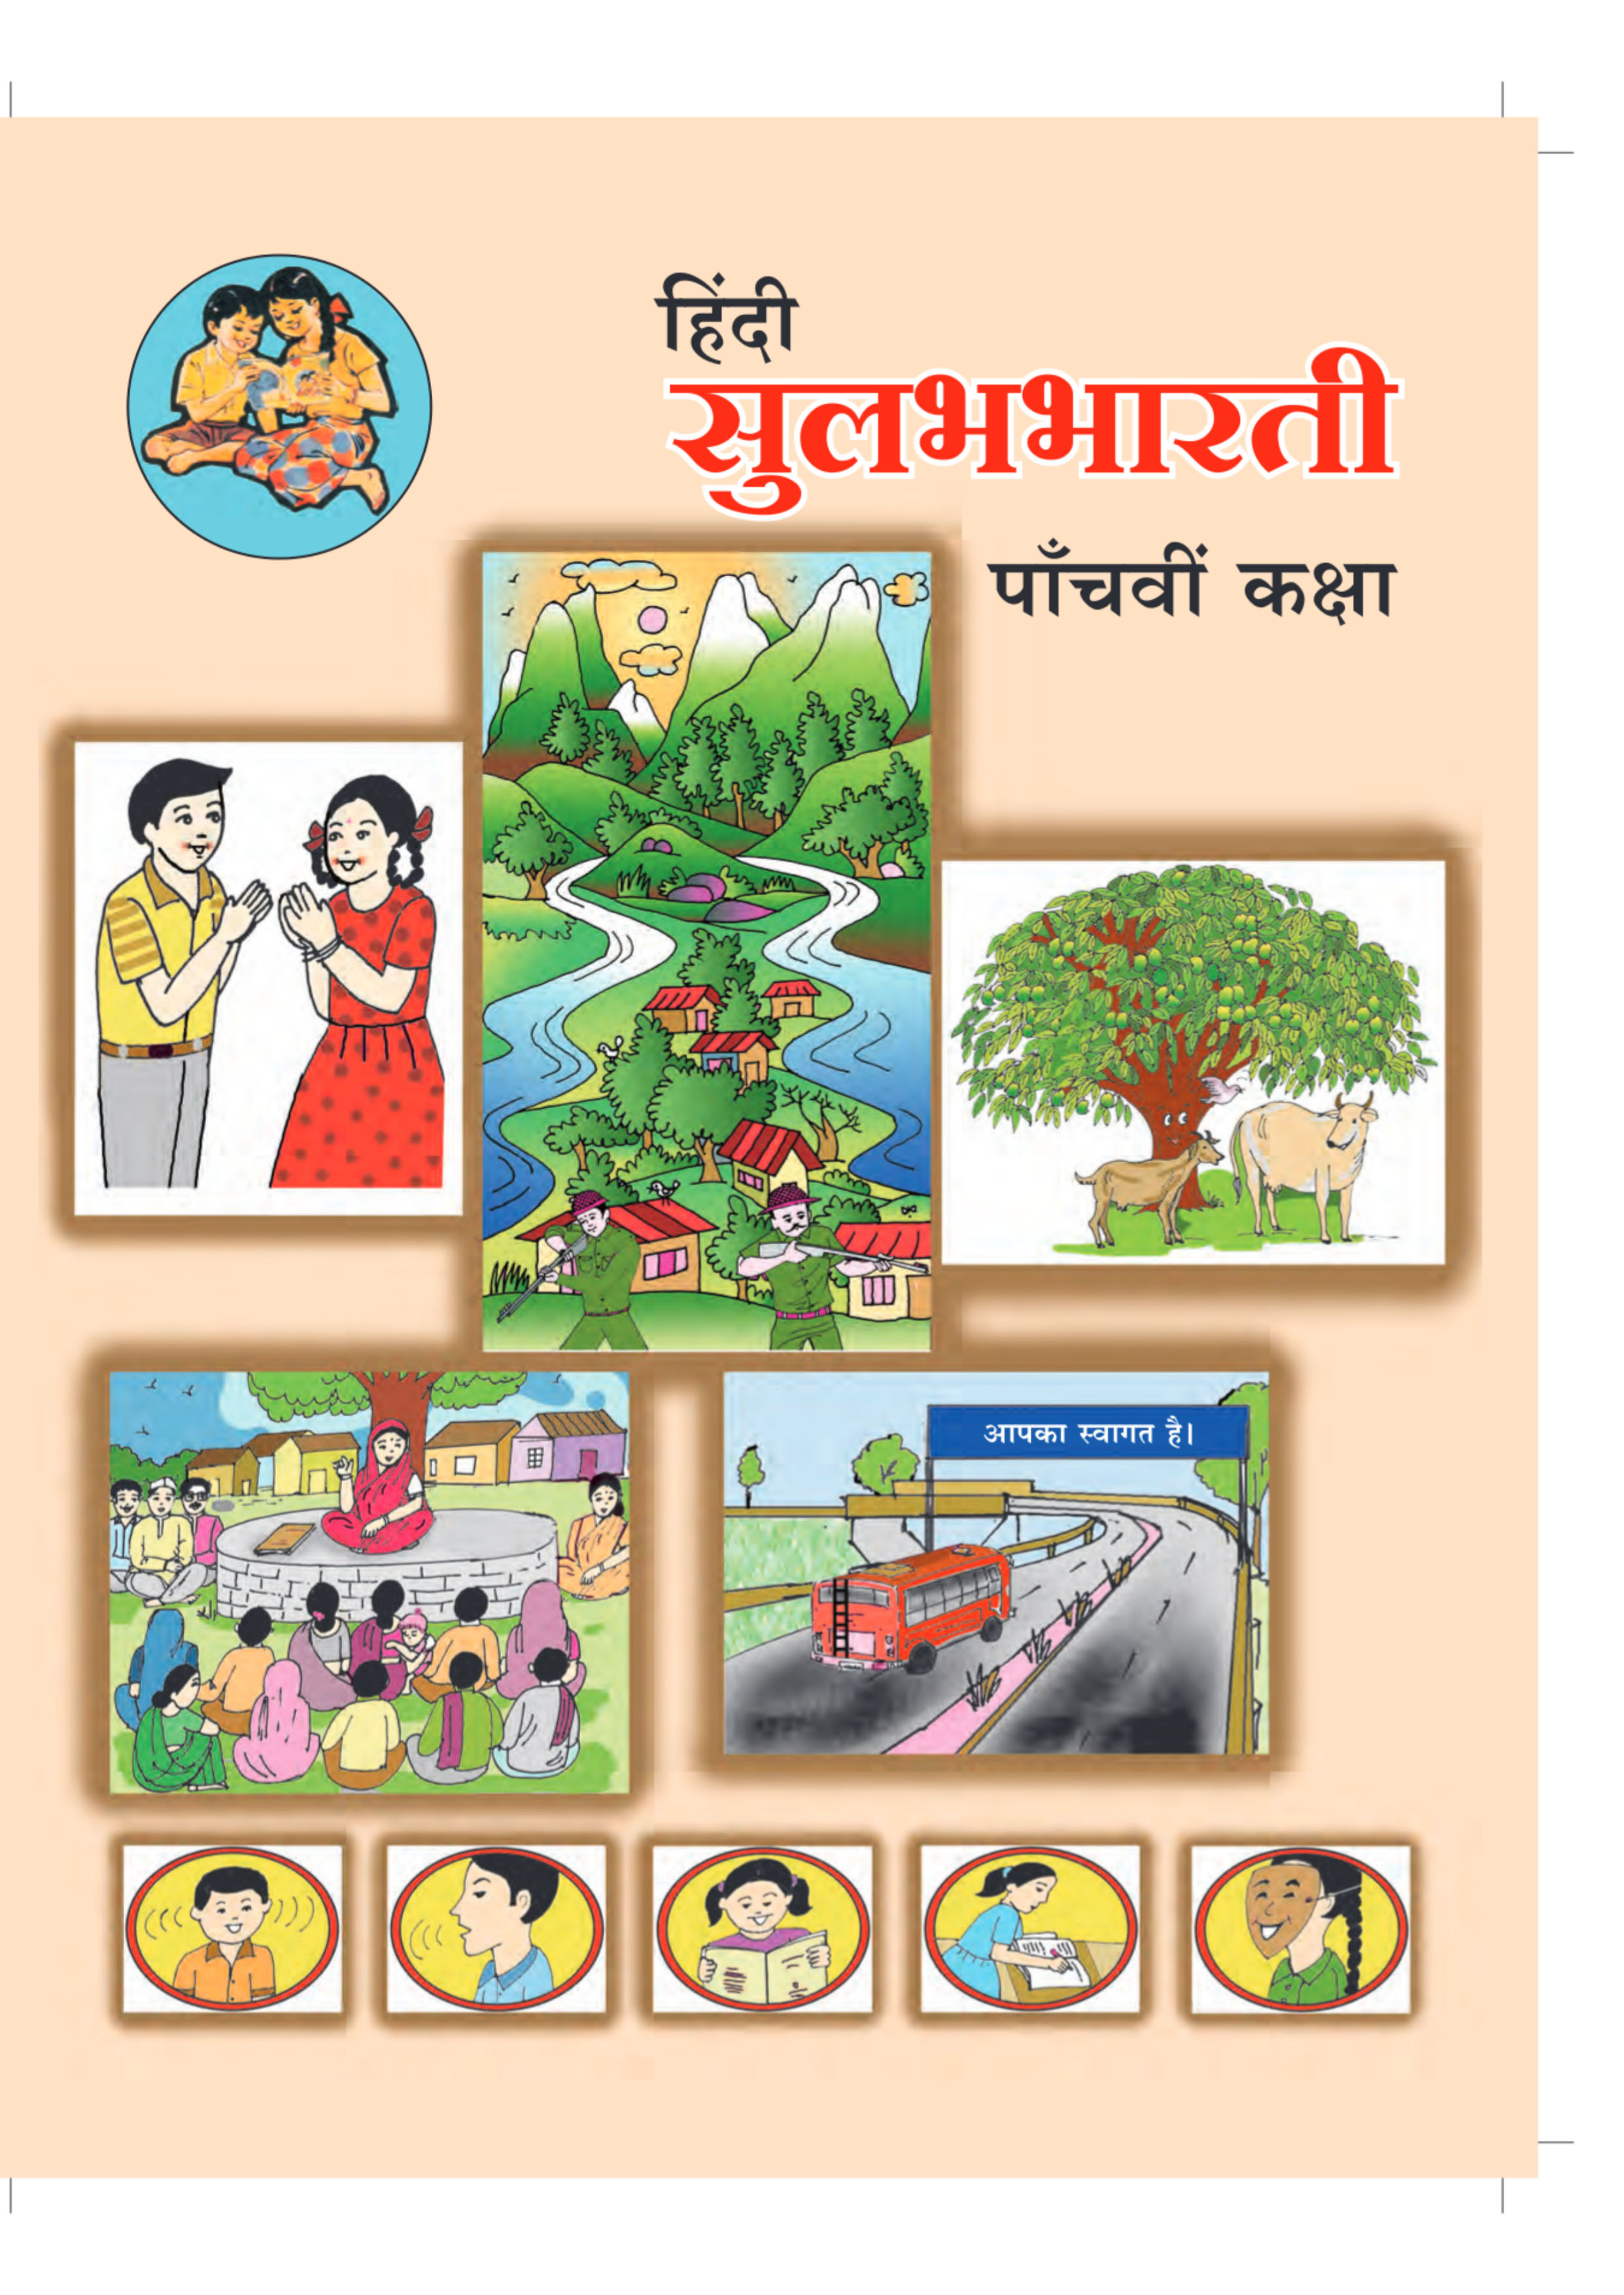 हिंदी
सुलभभारती
पाँचवीं कक्षा
आपका स्वागत है।